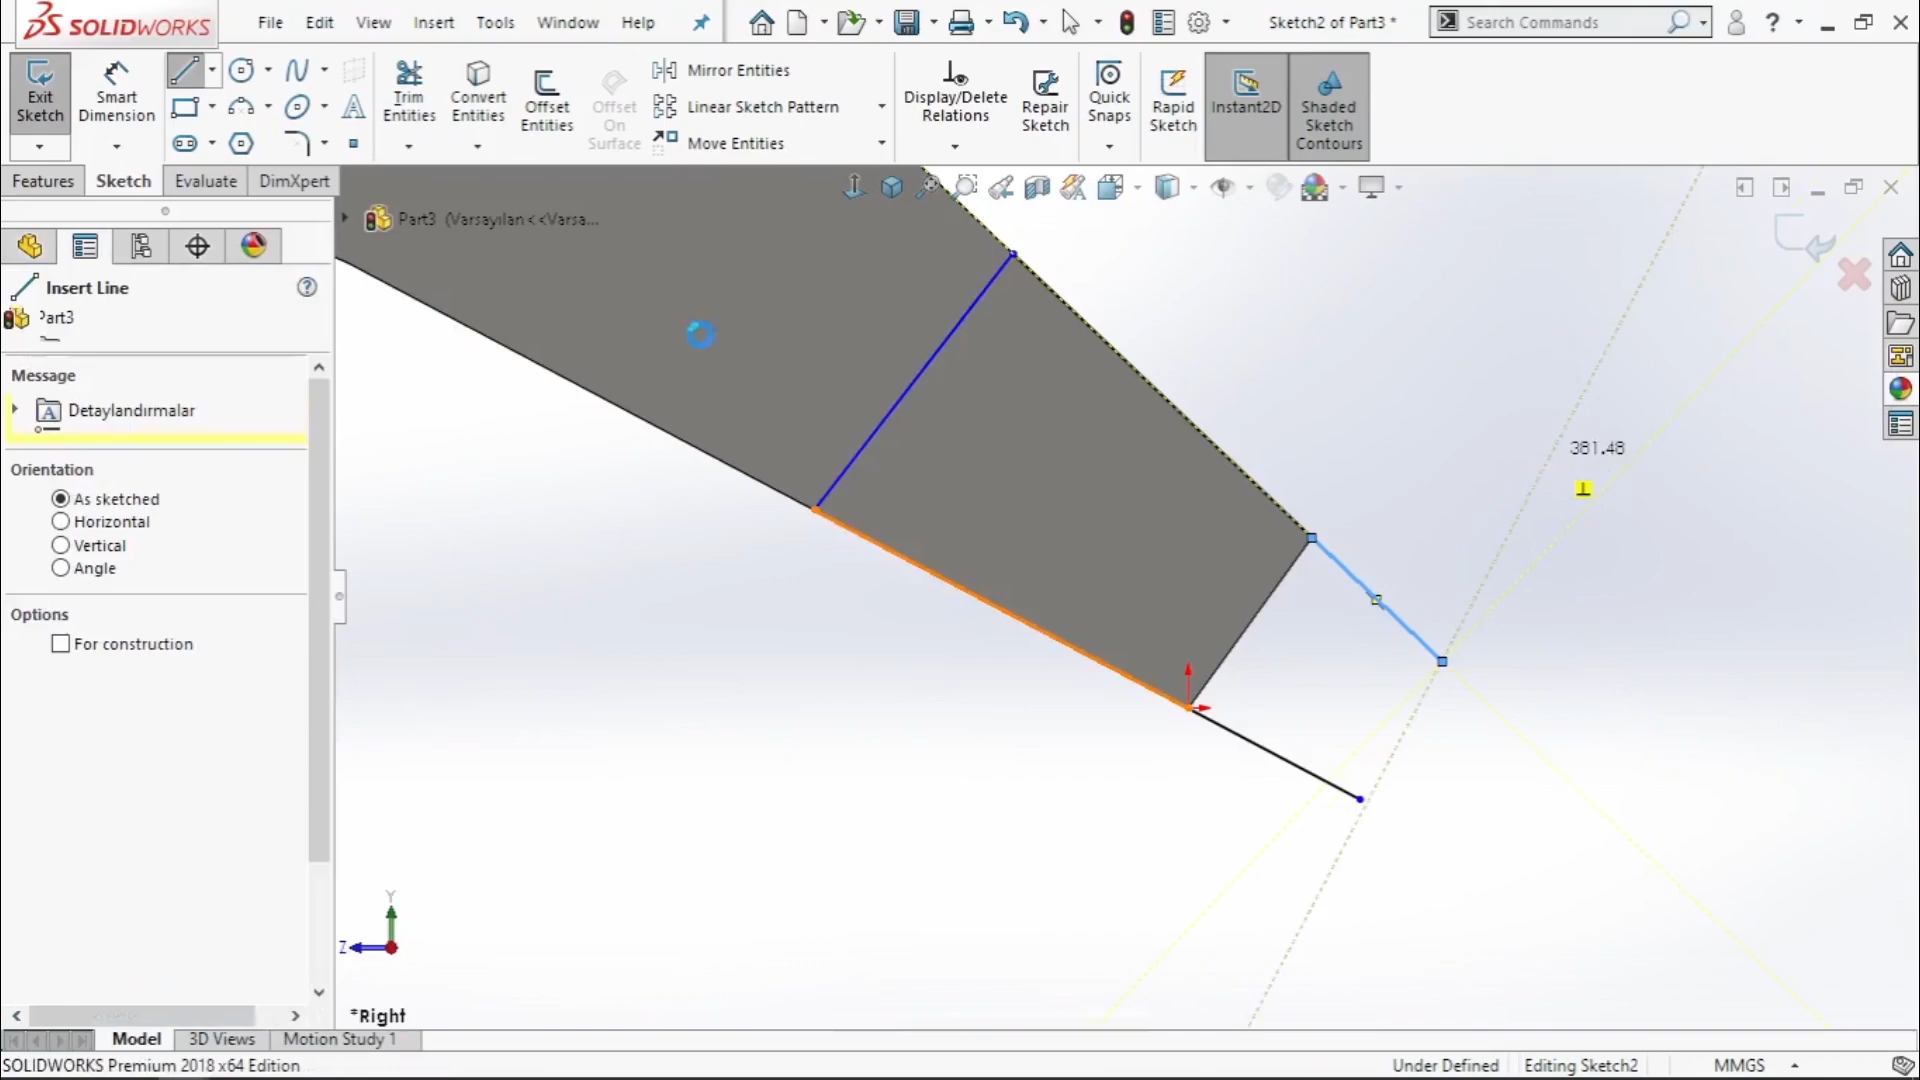 SOLIDWORKS
File Edit View Insert Tools Window Help
Sketch2 of Part3 *
Search Commands
Exit Sketch
Smart Dimension
Trim Entities
Convert Entities
Offset Entities
Offset On Surface
Mirror Entities
Linear Sketch Pattern
Move Entities
Display/Delete Relations
Repair Sketch
Quick Snaps
Rapid Sketch
Instant2D
Shaded Sketch Contours
Features Sketch Evaluate DimXpert
Part3 (Varsayılan<<Varsa...
Insert Line
Part3
Message
Detaylandırmalar
Orientation
As sketched
Horizontal
Vertical
Angle
Options
For construction
381.48
Y
Z
*Right
Model 3D Views Motion Study 1
SOLIDWORKS Premium 2018 x64 Edition
Under Defined Editing Sketch2 MMGS